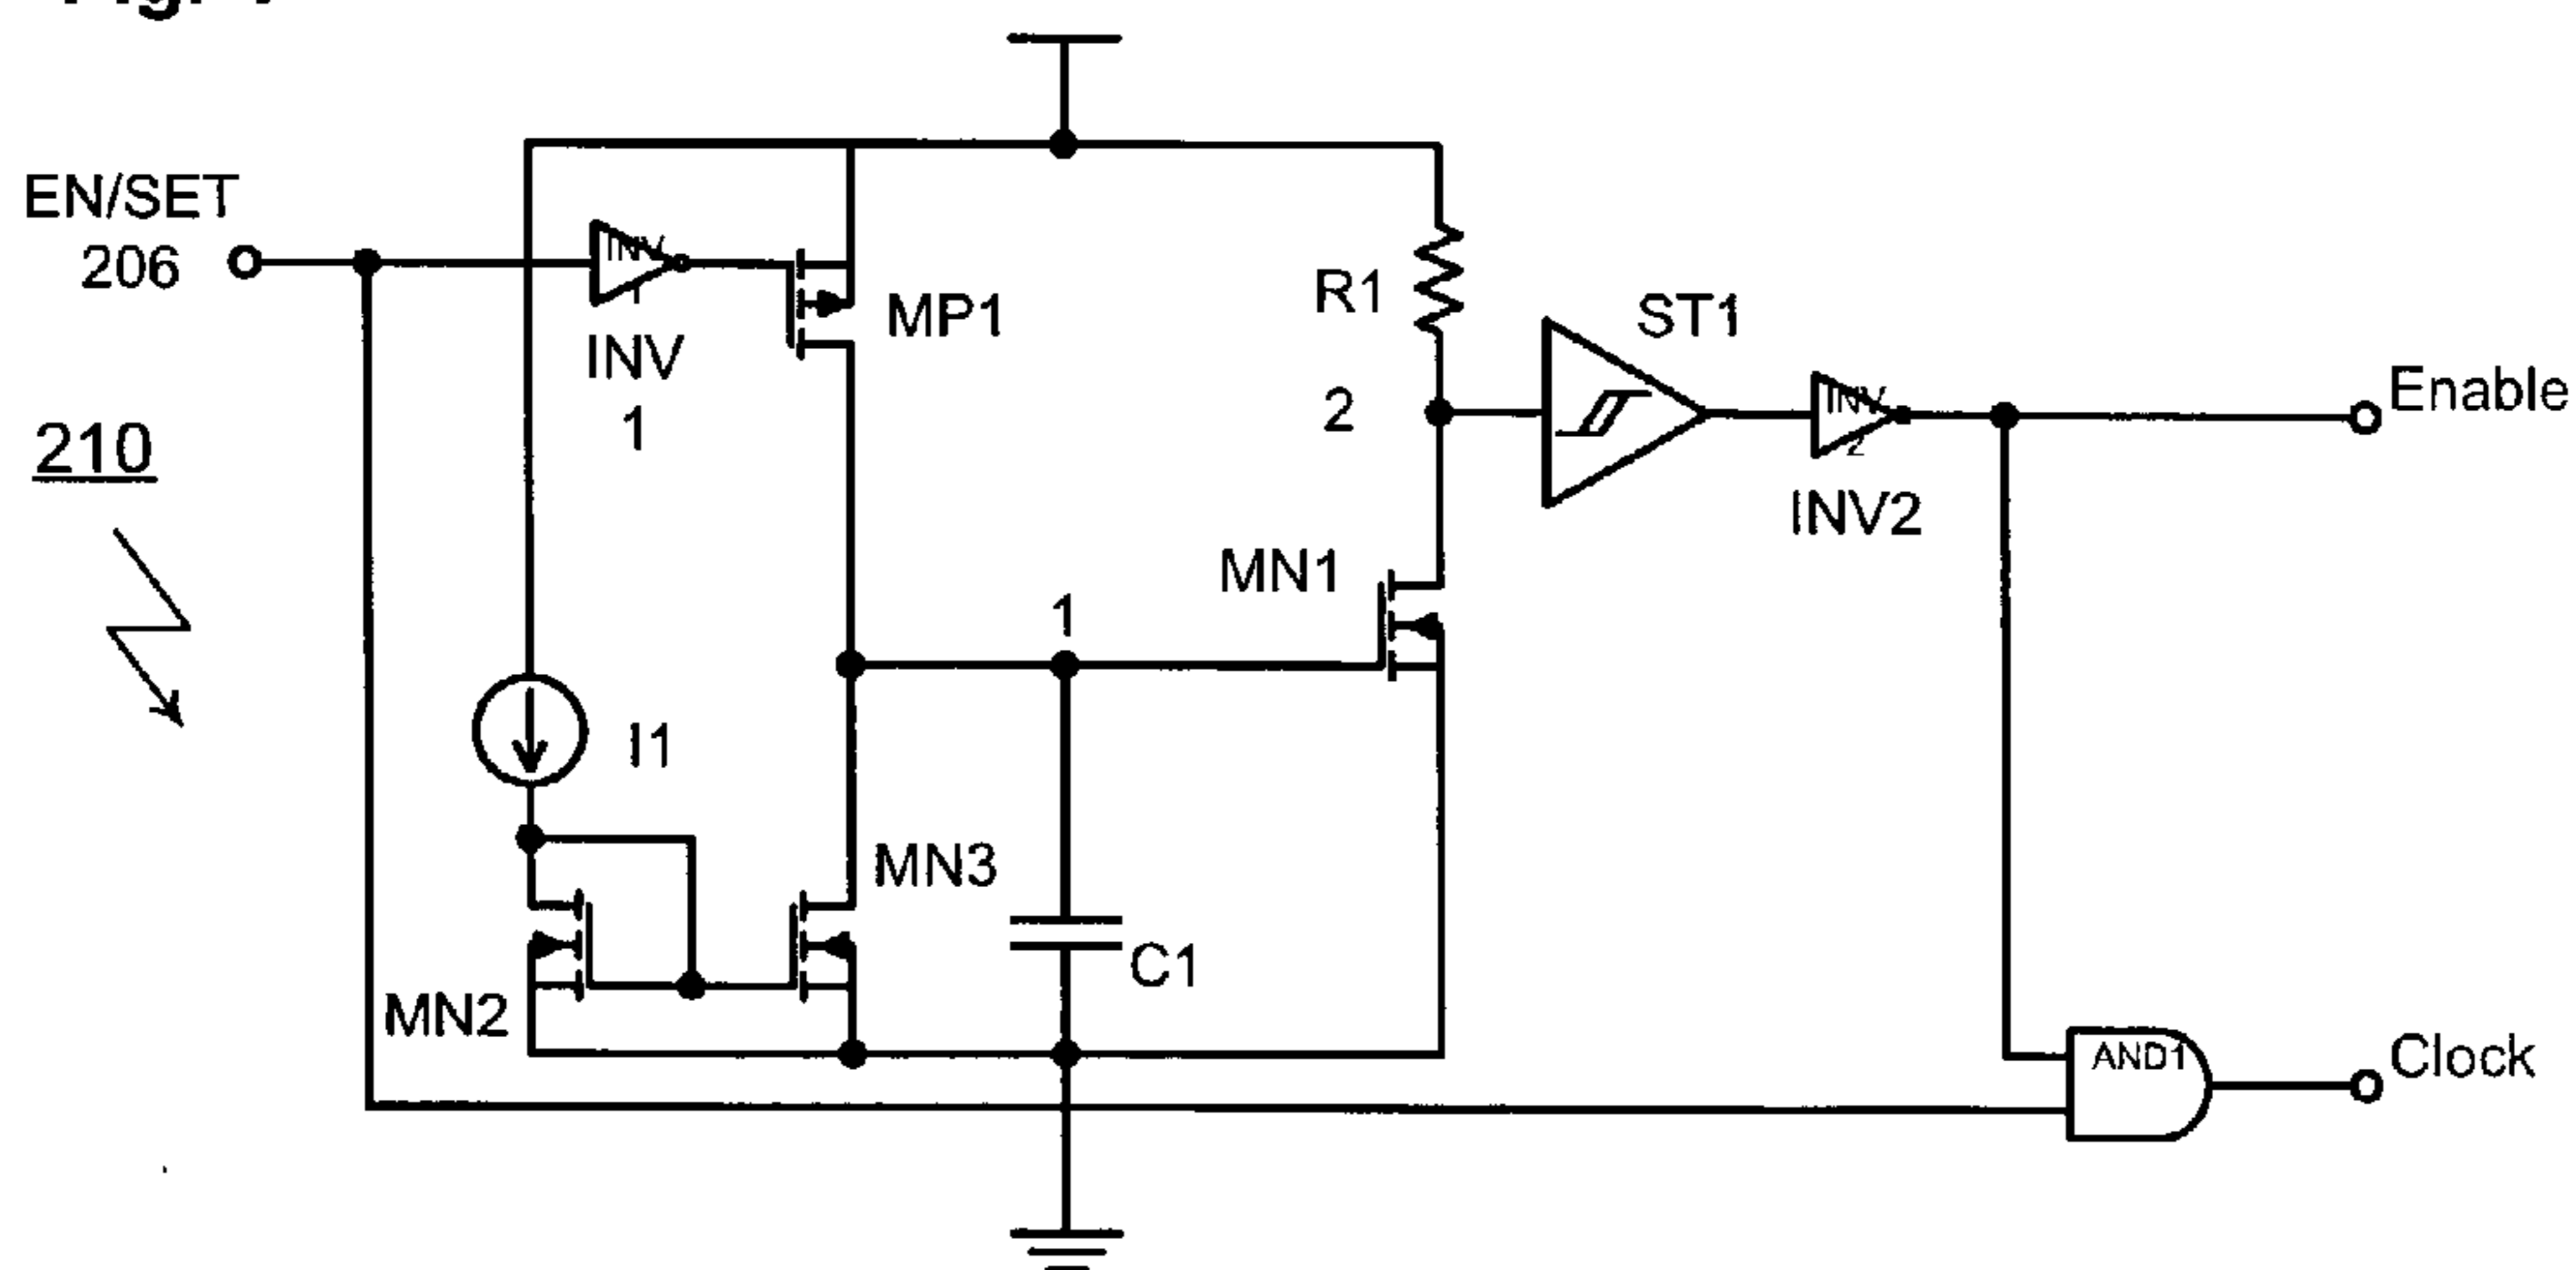 EN/SET
206
210
INV
1
INV
1
MP1
R1
2
ST1
INV
2
INV2
Enable
MN1
1
I1
MN3
MN2
C1
AND1
Clock